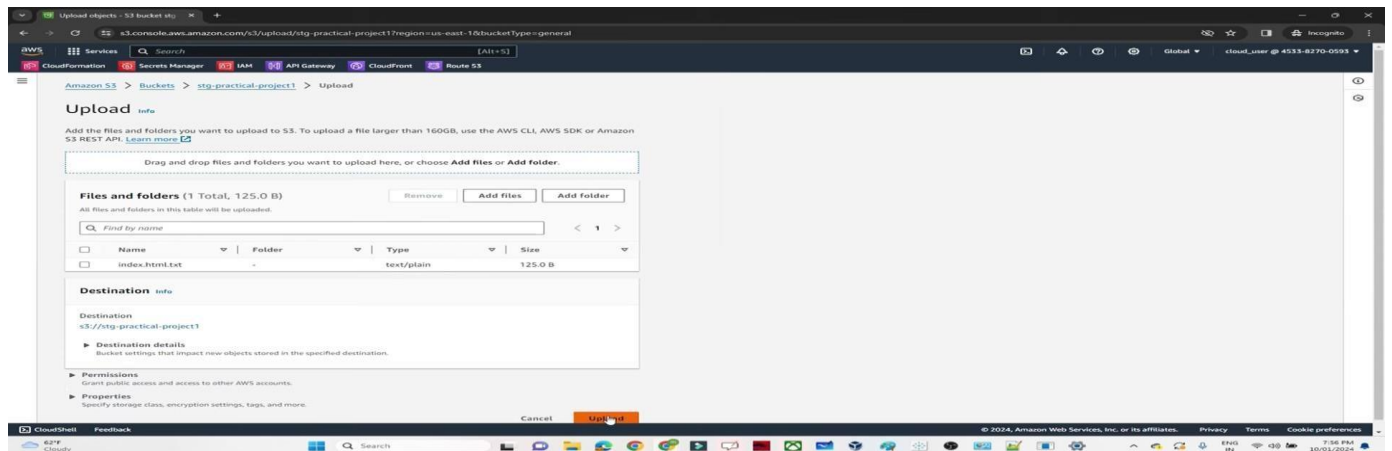 Upload objects - S3 bucket stg
s3.console.aws.amazon.com/s3/upload/stg-practical-project1?region=us-east-1&bucketType=general
Incognito
aws Services Search [Alt+S] Global cloud_user @ 4533-8270-0593
CloudFormation Secrets Manager IAM API Gateway CloudFront Route 53
Amazon S3 > Buckets > stg-practical-project1 > Upload
Upload Info
Add the files and folders you want to upload to S3. To upload a file larger than 160GB, use the AWS CLI, AWS SDK or Amazon
S3 REST API. Learn more
Drag and drop files and folders you want to upload here, or choose Add files or Add folder.
Files and folders (1 Total, 125.0 B) Remove Add files Add folder
All files and folders in this table will be uploaded.
Find by name < 1 >
Name Folder Type Size
index.html.txt - text/plain 125.0 B
Destination Info
Destination
s3://stg-practical-project1
Destination details
Bucket settings that impact new objects stored in the specified destination.
Permissions
Grant public access and access to other AWS accounts.
Properties
Specify storage class, encryption settings, tags, and more.
Cancel Upload
CloudShell Feedback © 2024, Amazon Web Services, Inc. or its affiliates. Privacy Terms Cookie preferences
62°F Search ENG 7:56 PM
Cloudy IN 10/01/2024